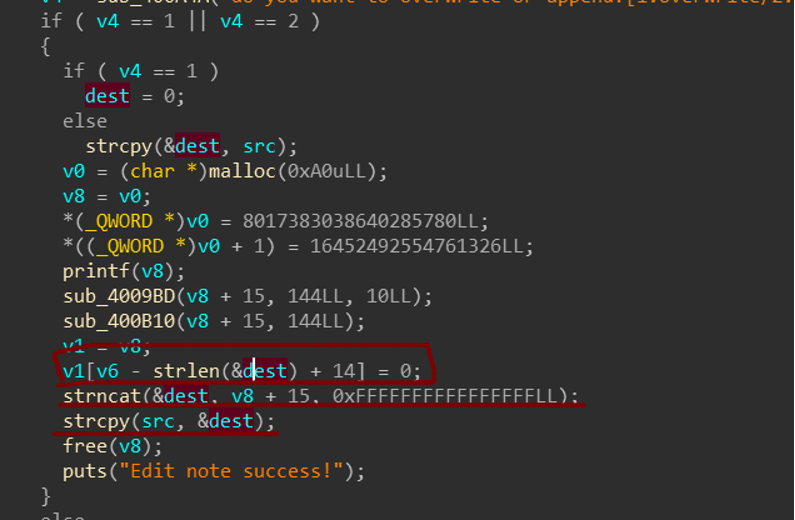 if ( v4 == 1 || v4 == 2 )
{
if ( v4 == 1 )
dest = 0;
else
strcpy(&dest, src);
v0 = (char *)malloc(0xA0uLL);
v8 = v0;
*(_QWORD *)v0 = 8017383038640285780LL;
*((_QWORD *)v0 + 1) = 16452492554761326LL;
printf(v8);
sub_4009BD(v8 + 15, 144LL, 10LL);
sub_400B10(v8 + 15, 144LL);
v1 = v8;
v1[v6 - strlen(&dest) + 14] = 0;
strncat(&dest, v8 + 15, 0xFFFFFFFFFFFFFFFFLL);
strcpy(src, &dest);
free(v8);
puts("Edit note success!");
}
else